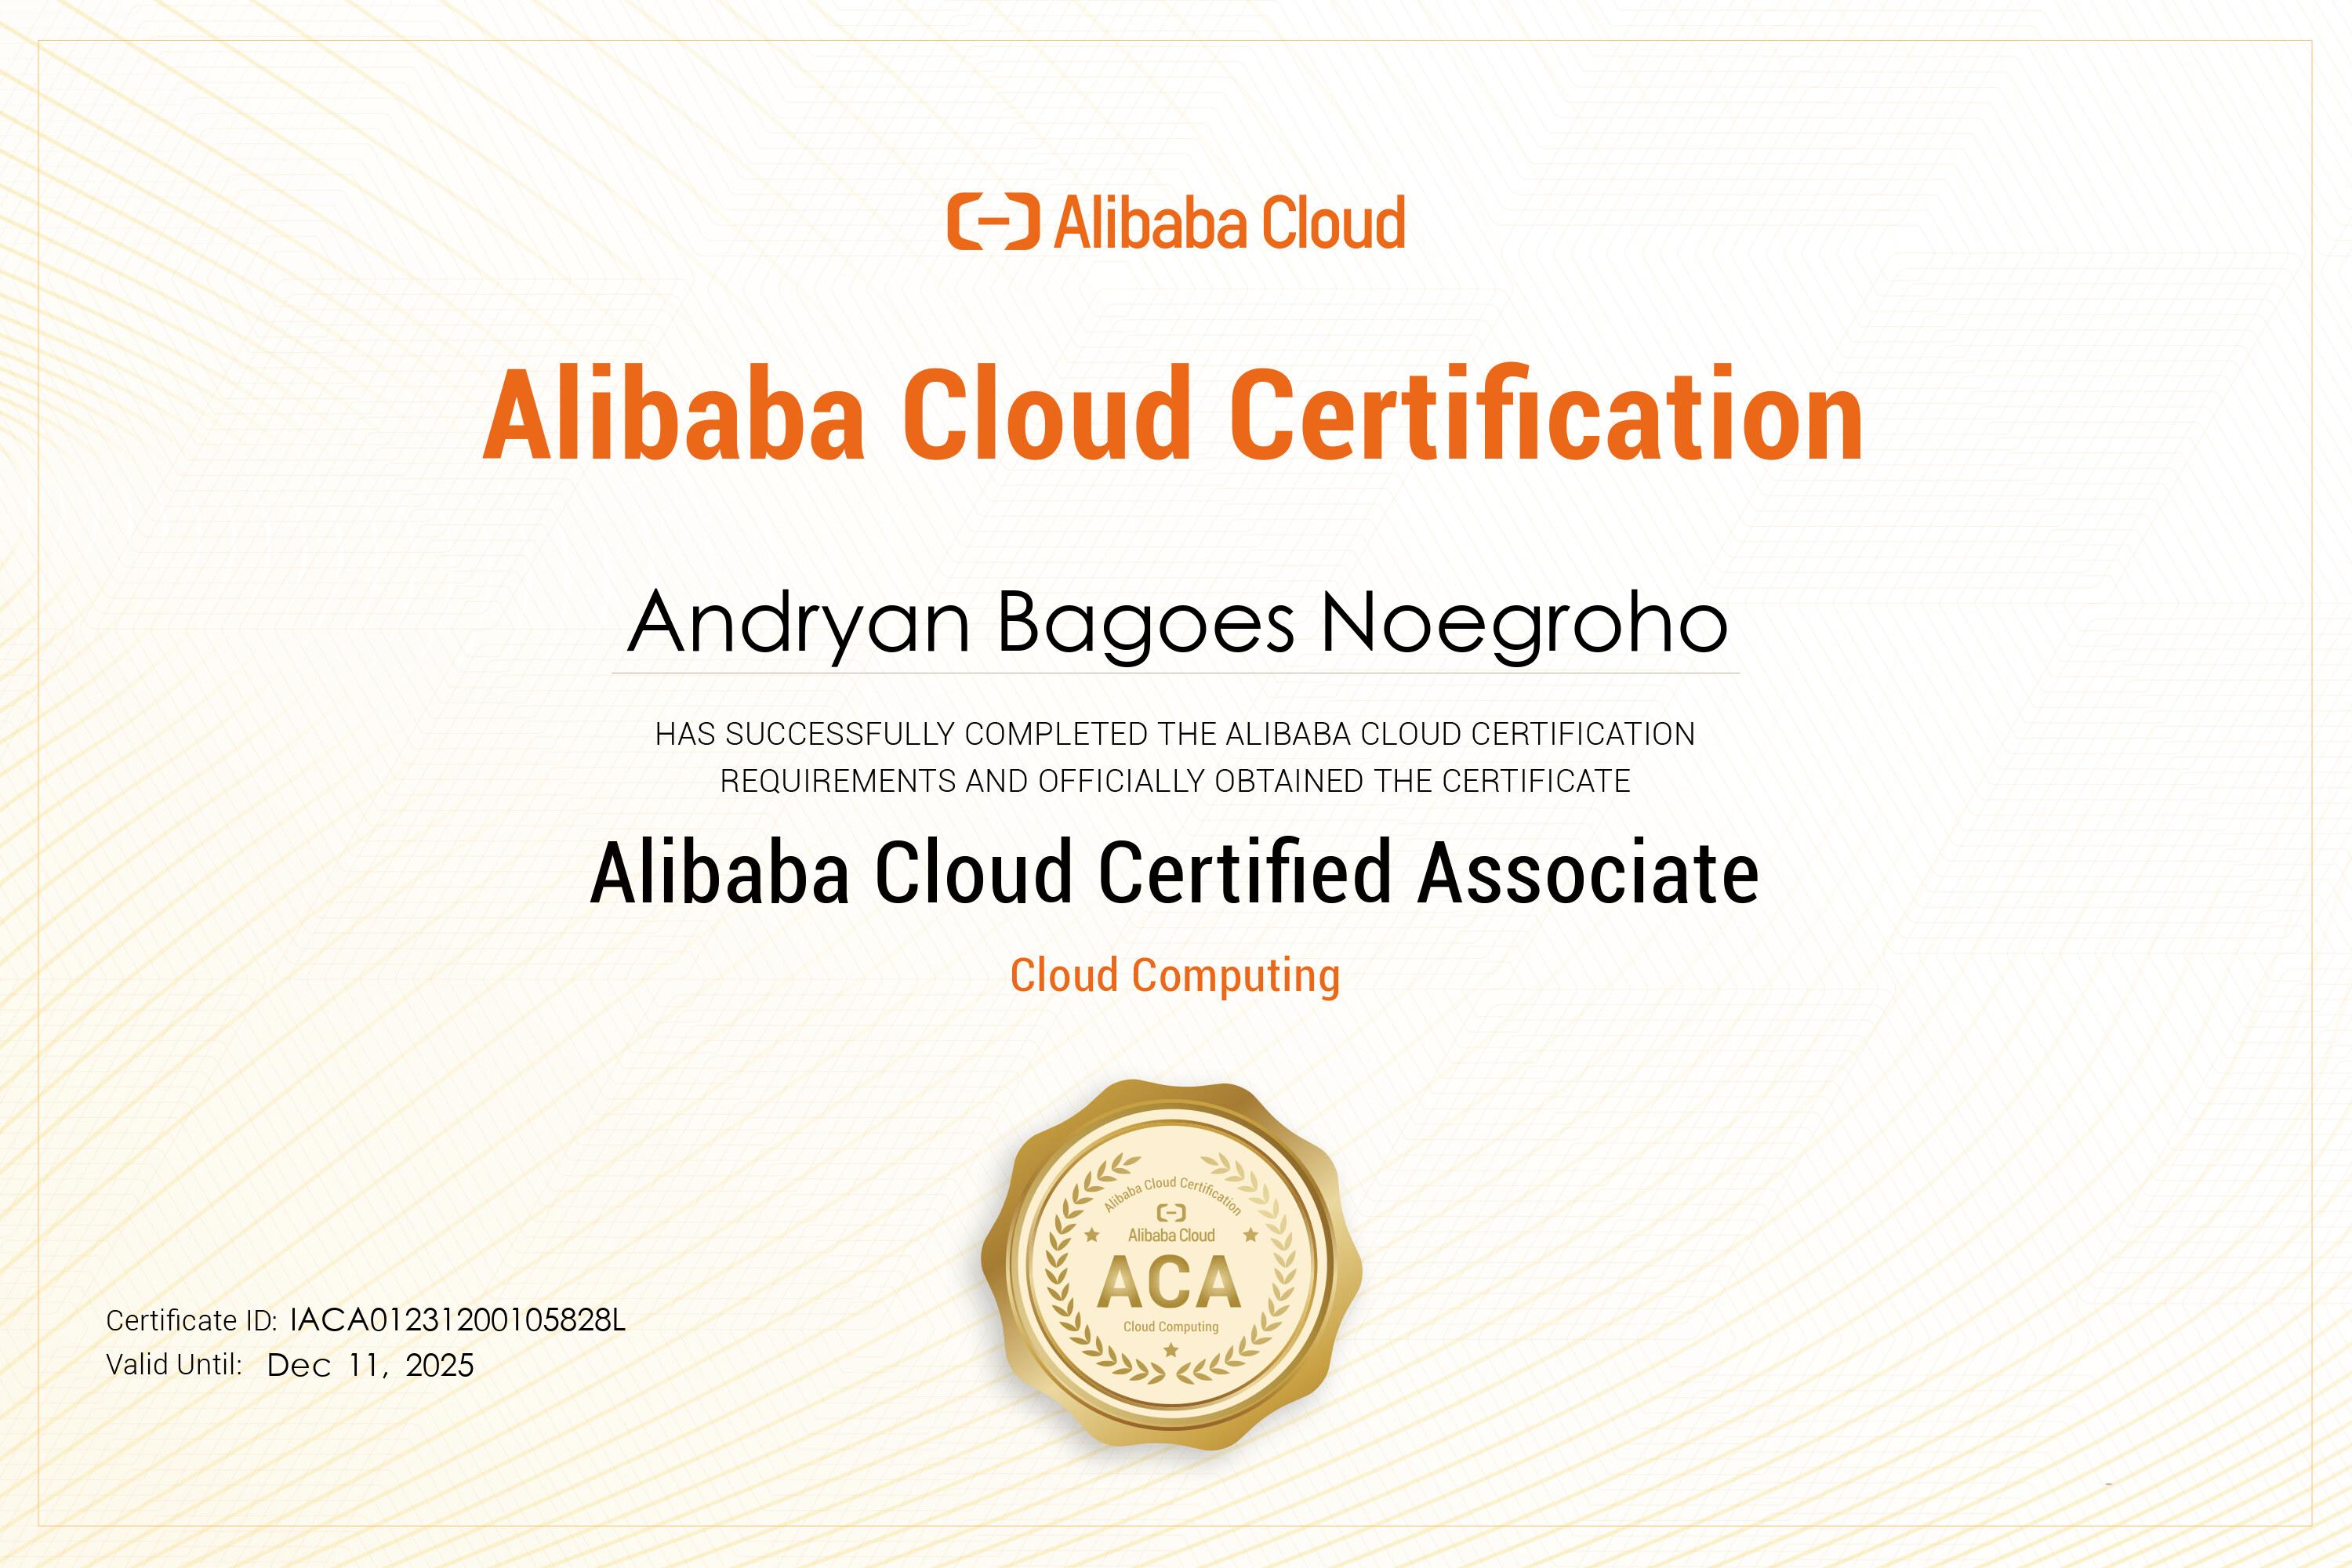 Alibaba Cloud
Alibaba Cloud Certification
Andryan Bagoes Noegroho
HAS SUCCESSFULLY COMPLETED THE ALIBABA CLOUD CERTIFICATION
REQUIREMENTS AND OFFICIALLY OBTAINED THE CERTIFICATE
Alibaba Cloud Certified Associate
Cloud Computing
Alibaba Cloud Certification
Alibaba Cloud
ACA
Cloud Computing
Certificate ID: IACA01231200105828L
Valid Until: Dec 11, 2025